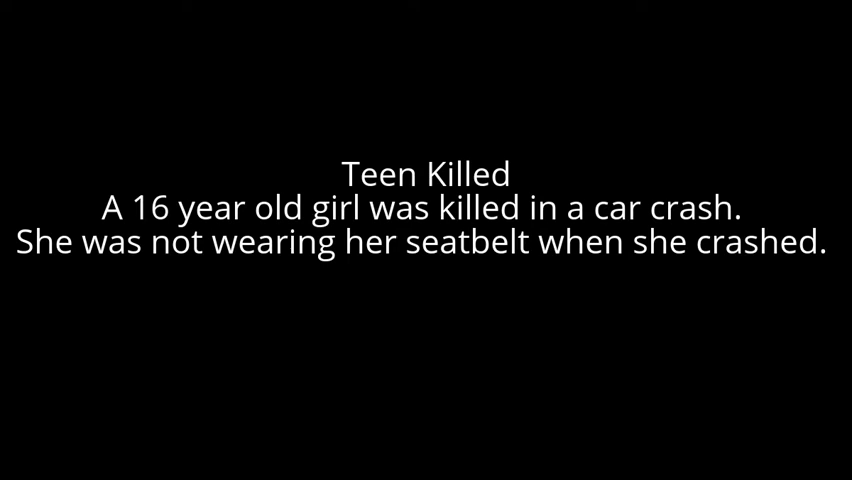 Teen Killed
A 16 year old girl was killed in a car crash.
She was not wearing her seatbelt when she crashed.